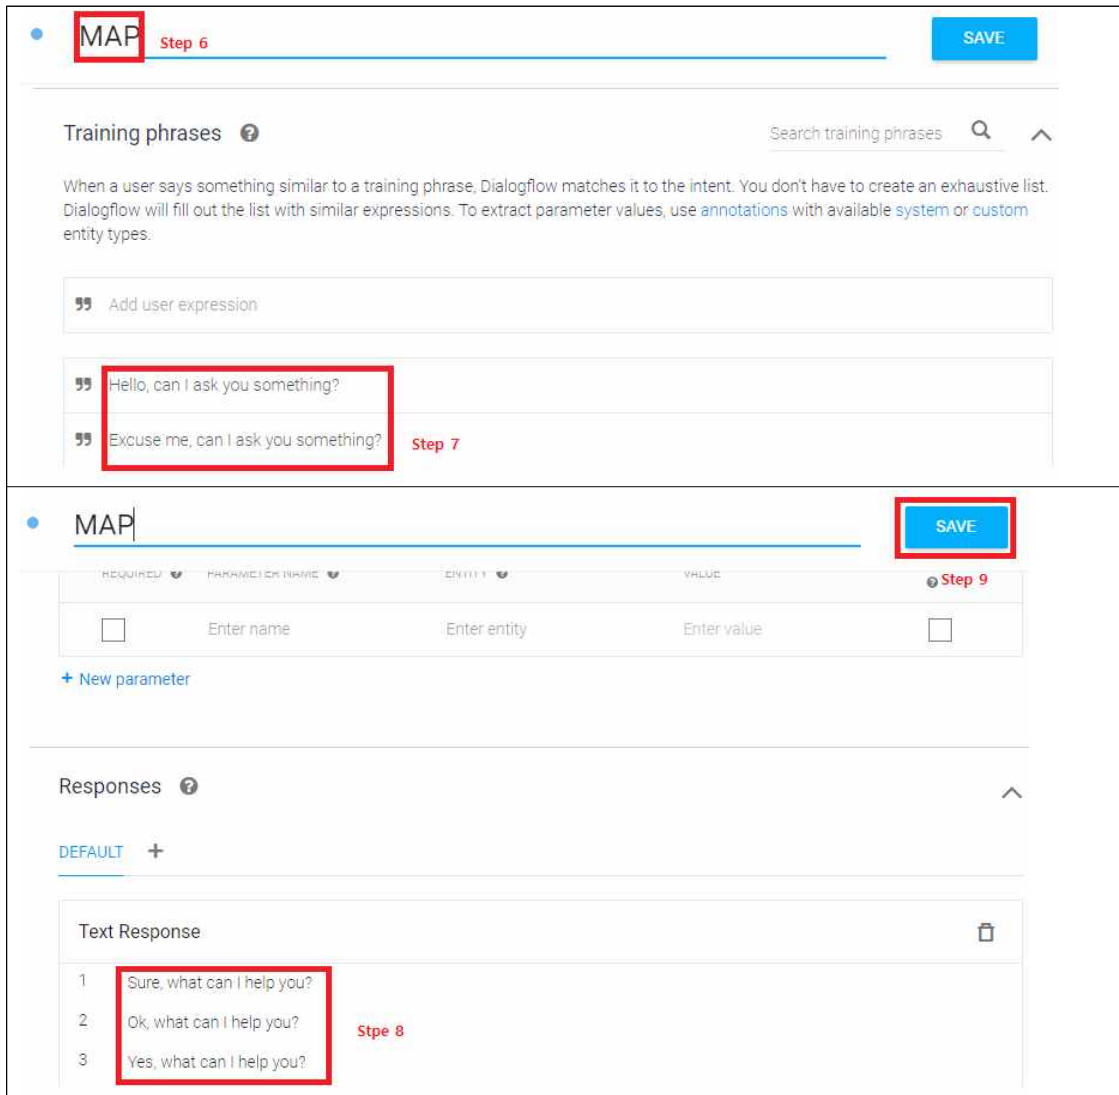 MAP Step 6 SAVE
Training phrases Search training phrases
When a user says something similar to a training phrase, Dialogflow matches it to the intent. You don't have to create an exhaustive list.
Dialogflow will fill out the list with similar expressions. To extract parameter values, use annotations with available system or custom
entity types.
Add user expression
Hello, can I ask you something?
Excuse me, can I ask you something? Step 7
MAP SAVE
REQUIRED PARAMETER NAME ENTITY VALUE Step 9
Enter name Enter entity Enter value
+ New parameter
Responses
DEFAULT +
Text Response
1 Sure, what can I help you?
2 Ok, what can I help you? Stpe 8
3 Yes, what can I help you?